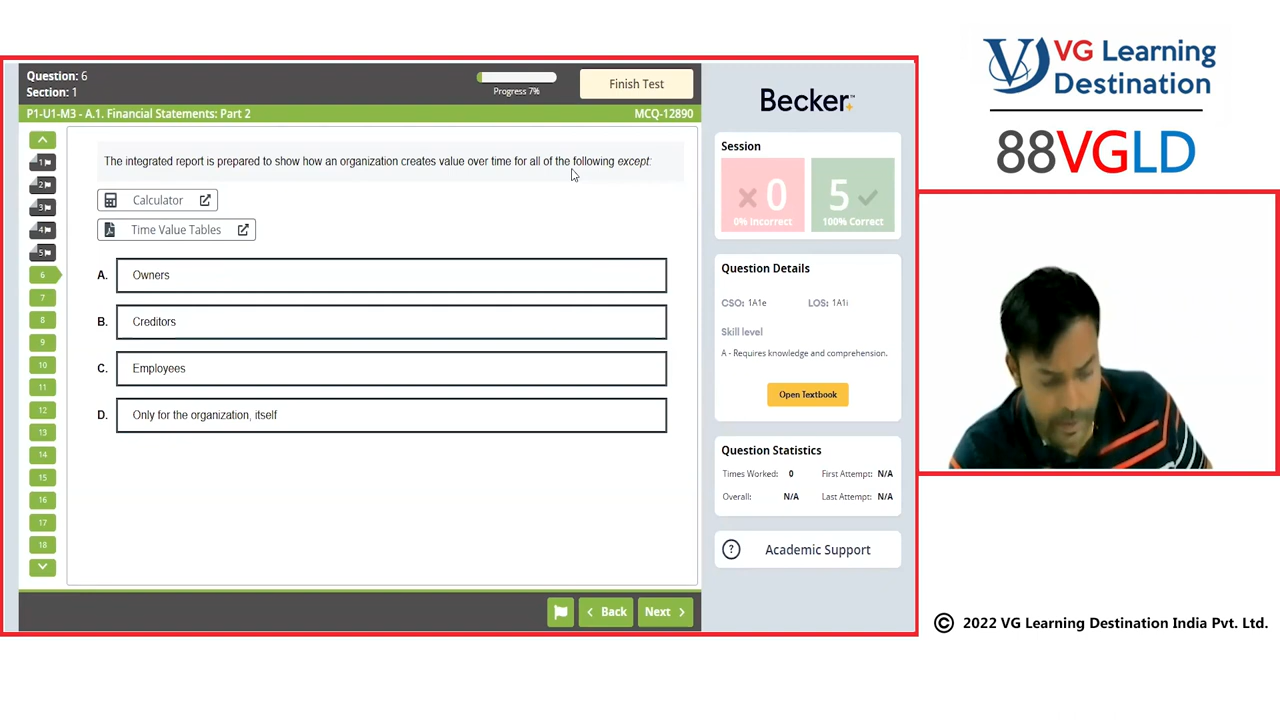 Question: 6
Section: 1
Progress 7%
Finish Test
P1-U1-M3 - A.1. Financial Statements: Part 2
MCQ-12890
The integrated report is prepared to show how an organization creates value over time for all of the following except:
Calculator
Time Value Tables
A. Owners
B. Creditors
C. Employees
D. Only for the organization, itself
1
2
3
4
5
6
7
8
9
10
11
12
13
14
15
16
17
18
Back
Next
Becker
Session
0
0% Incorrect
5
100% Correct
Question Details
CSO: 1A1e LOS: 1A1i
Skill level
A - Requires knowledge and comprehension.
Open Textbook
Question Statistics
Times Worked: 0 First Attempt: N/A
Overall: N/A Last Attempt: N/A
? Academic Support
VG Learning
Destination
88VGLD
© 2022 VG Learning Destination India Pvt. Ltd.